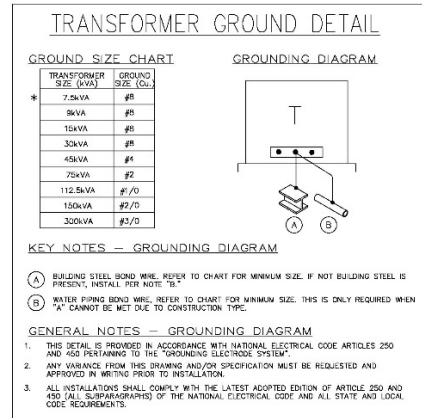 TRANSFORMER GROUND DETAIL
GROUND SIZE CHART
GROUNDING DIAGRAM
TRANSFORMER SIZE (kVA) GROUND SIZE (Cu.)
* 7.5kVA #8
9kVA #8
15kVA #8
30kVA #8
45kVA #4
75kVA #2
112.5kVA #1/0
150kVA #2/0
300kVA #3/0
T
A B
KEY NOTES – GROUNDING DIAGRAM
A BUILDING STEEL BOND WIRE. REFER TO CHART FOR MINIMUM SIZE. IF NOT BUILDING STEEL IS
PRESENT, INSTALL PER NOTE "B."
B WATER PIPING BOND WIRE, REFER TO CHART FOR MINIMUM SIZE. THIS IS ONLY REQUIRED WHEN
"A" CANNOT BE MET DUE TO CONSTRUCTION TYPE.
GENERAL NOTES – GROUNDING DIAGRAM
1. THIS DETAIL IS PROVIDED IN ACCORDANCE WITH NATIONAL ELECTRICAL CODE ARTICLES 250
AND 450 PERTAINING TO THE "GROUNDING ELECTRODE SYSTEM".
2. ANY VARIANCE FROM THIS DRAWING AND/OR SPECIFICATION MUST BE REQUESTED AND
APPROVED IN WRITING PRIOR TO INSTALLATION.
3. ALL INSTALLATIONS SHALL COMPLY WITH THE LATEST ADOPTED EDITION OF ARTICLE 250 AND
450 (ALL SUBPARAGRAPHS) OF THE NATIONAL ELECTRICAL CODE AND ALL STATE AND LOCAL
CODE REQUIREMENTS.